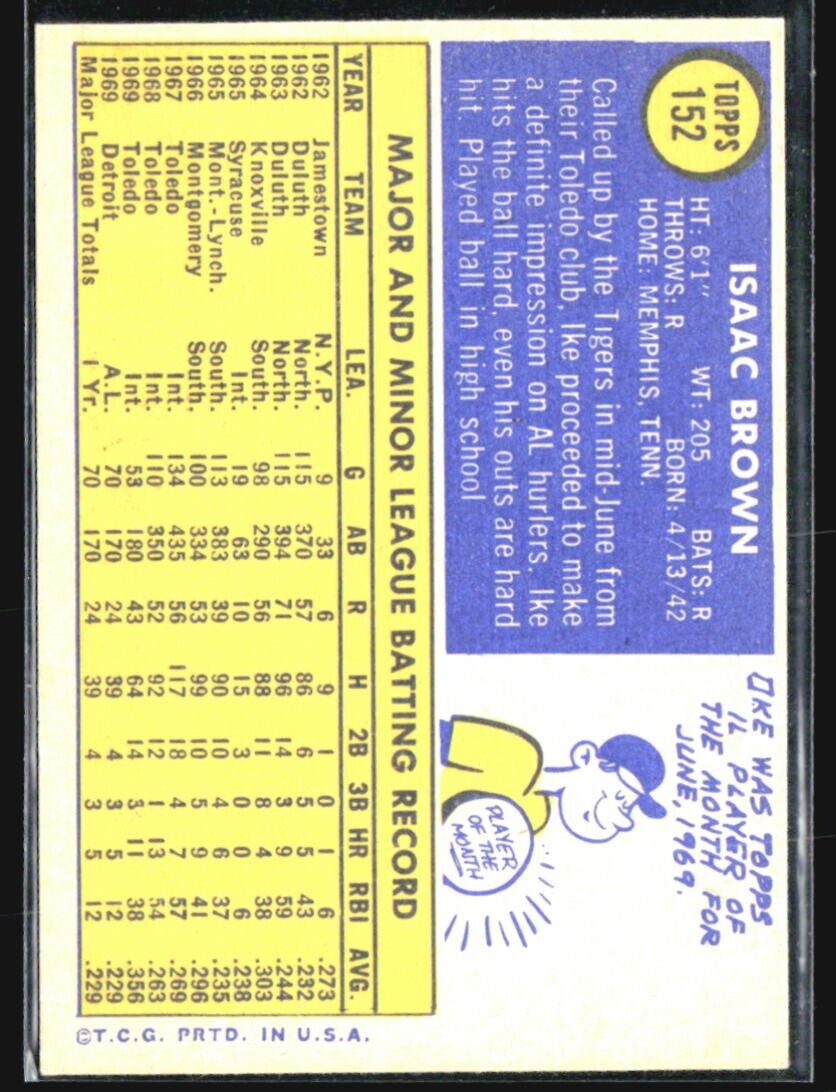 TOPPS
152
ISAAC BROWN
HT: 6'1" WT: 205 BATS: R
THROWS: R BORN: 4/13/42
HOME: MEMPHIS, TENN.
Called up by the Tigers in mid-June from
their Toledo club, Ike proceeded to make
a definite impression on AL hurlers. Ike
hits the ball hard, even his outs are hard
hit. Played ball in high school
IKE WAS TOPPS
IL PLAYER OF
THE MONTH FOR
JUNE, 1969.
PLAYER
OF THE
MONTH
MAJOR AND MINOR LEAGUE BATTING RECORD
YEAR TEAM LEA. G AB R H 2B 3B HR RBI AVG.
1962 Jamestown N.Y.P. 9 33 6 9 1 0 1 6 .273
1962 Duluth North. 115 370 57 86 6 5 5 43 .232
1963 Duluth North. 115 394 71 96 14 3 9 59 .244
1964 Knoxville South. 98 290 56 88 11 8 4 38 .303
1965 Syracuse Int. 19 63 10 15 3 0 0 6 .238
1965 Mont.-Lynch. South. 113 383 39 90 10 4 6 37 .235
1966 Montgomery South. 100 334 53 99 10 5 9 41 .296
1967 Toledo Int. 134 435 56 117 18 4 7 57 .269
1968 Toledo Int. 110 350 52 92 12 1 13 54 .263
1969 Toledo Int. 53 180 43 64 14 3 11 38 .356
1969 Detroit A.L. 70 170 24 39 4 3 5 12 .229
Major League Totals 1 Yr. 70 170 24 39 4 3 5 12 .229
©T.C.G. PRTD. IN U.S.A.